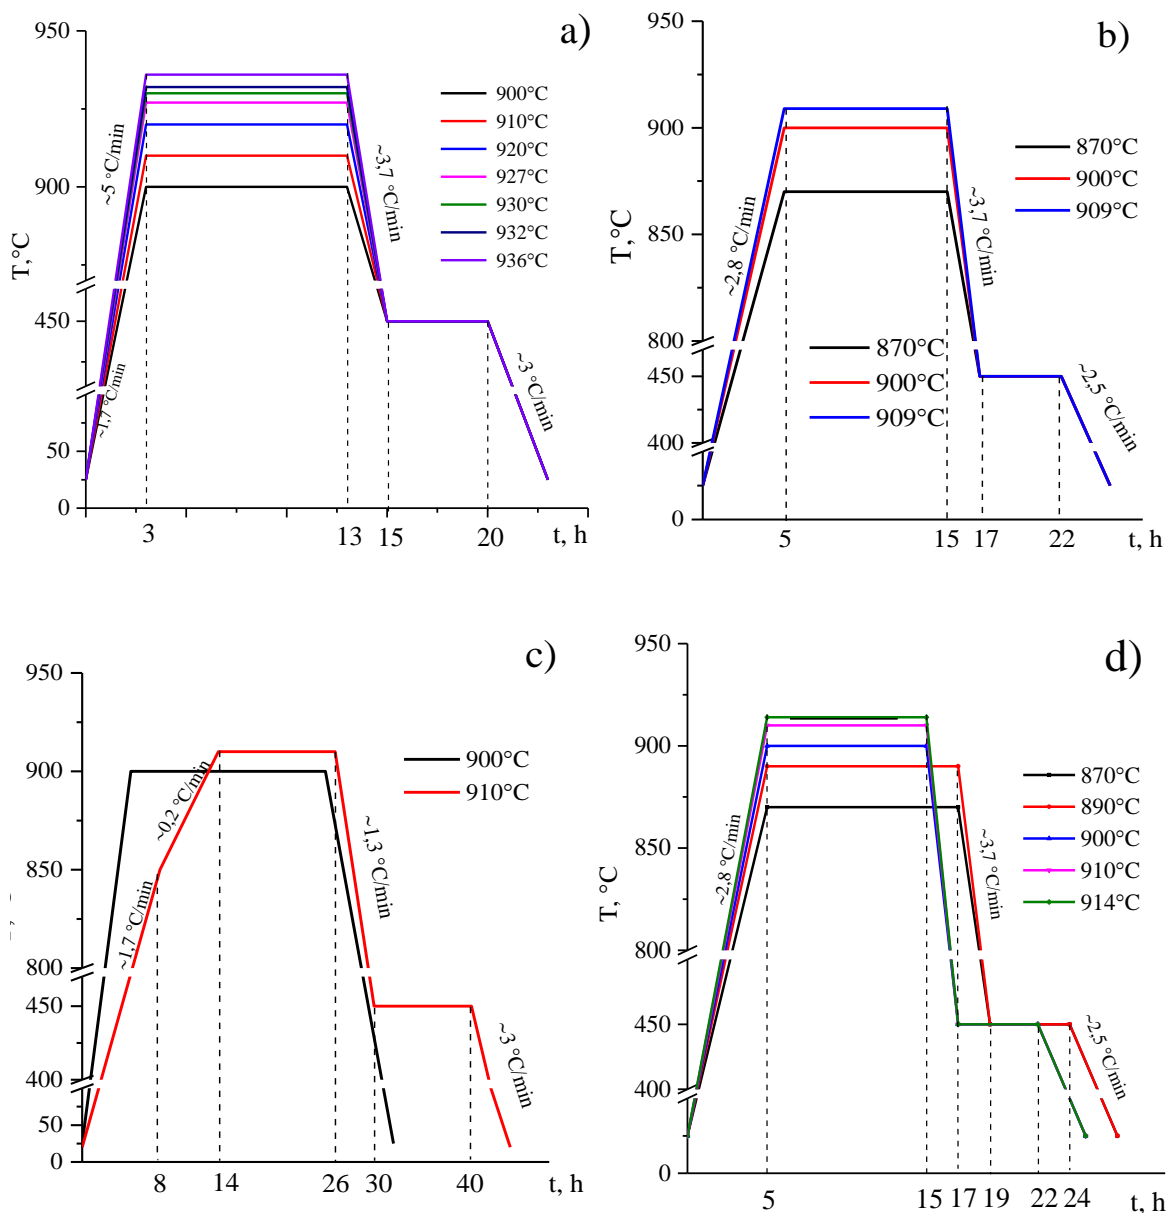 a)
950
900
450
50
0
T,°C
~5 °C/min
~1,7 °C/min
~3,7 °C/min
~3 °C/min
900°C
910°C
920°C
927°C
930°C
932°C
936°C
3
13
15
20
t, h
b)
950
900
850
800
450
400
0
T,°C
~2,8 °C/min
~3,7 °C/min
~2,5 °C/min
870°C
900°C
909°C
870°C
900°C
909°C
5
15
17
22
t, h
c)
950
900
850
800
450
400
50
0
~1,7 °C/min
~0,2 °C/min
~1,3 °C/min
~3 °C/min
900°C
910°C
8
14
26
30
40
t, h
d)
950
900
850
800
450
400
0
T, °C
~2,8 °C/min
~3,7 °C/min
~2,5 °C/min
870°C
890°C
900°C
910°C
914°C
5
15
17
19
22
24
t, h